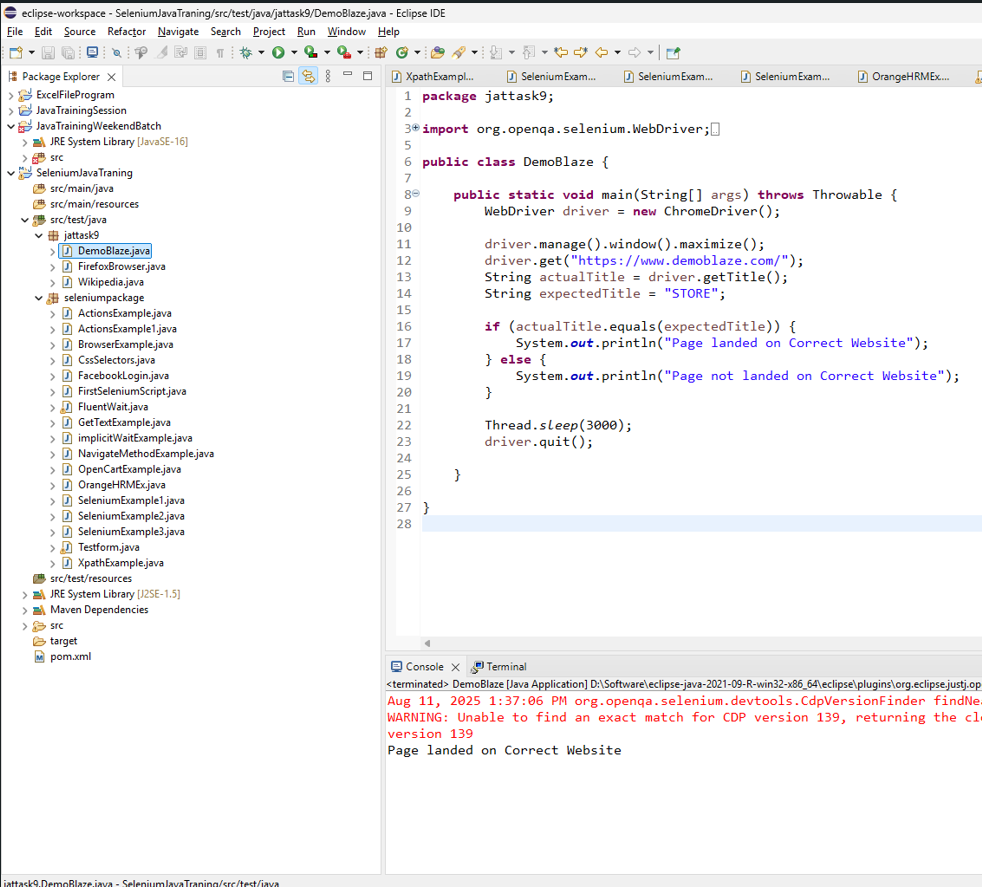 eclipse-workspace - SeleniumJavaTraning/src/test/java/jattask9/DemoBlaze.java - Eclipse IDE
File Edit Source Refactor Navigate Search Project Run Window Help
Package Explorer
ExcelFileProgram
JavaTrainingSession
JavaTrainingWeekendBatch
JRE System Library [JavaSE-16]
src
SeleniumJavaTraning
src/main/java
src/main/resources
src/test/java
jattask9
DemoBlaze.java
FirefoxBrowser.java
Wikipedia.java
seleniumpackage
ActionsExample.java
ActionsExample1.java
BrowserExample.java
CssSelectors.java
FacebookLogin.java
FirstSeleniumScript.java
FluentWait.java
GetTextExample.java
implicitWaitExample.java
NavigateMethodExample.java
OpenCartExample.java
OrangeHRMEx.java
SeleniumExample1.java
SeleniumExample2.java
SeleniumExample3.java
Testform.java
XpathExample.java
src/test/resources
JRE System Library [J2SE-1.5]
Maven Dependencies
src
target
pom.xml
XpathExampl... SeleniumExam... SeleniumExam... SeleniumExam... OrangeHRMEx....
1 package jattask9;
2
3 import org.openqa.selenium.WebDriver;
5
6 public class DemoBlaze {
7
8 public static void main(String[] args) throws Throwable {
9 WebDriver driver = new ChromeDriver();
10
11 driver.manage().window().maximize();
12 driver.get("https://www.demoblaze.com/");
13 String actualTitle = driver.getTitle();
14 String expectedTitle = "STORE";
15
16 if (actualTitle.equals(expectedTitle)) {
17 System.out.println("Page landed on Correct Website");
18 } else {
19 System.out.println("Page not landed on Correct Website");
20 }
21
22 Thread.sleep(3000);
23 driver.quit();
24
25 }
26
27 }
28
Console Terminal
<terminated> DemoBlaze [Java Application] D:\Software\eclipse-java-2021-09-R-win32-x86_64\eclipse\plugins\org.eclipse.justj.op
Aug 11, 2025 1:37:06 PM org.openqa.selenium.devtools.CdpVersionFinder findNea
WARNING: Unable to find an exact match for CDP version 139, returning the clo
version 139
Page landed on Correct Website
jattask9.DemoBlaze.java - SeleniumJavaTraning/src/test/java